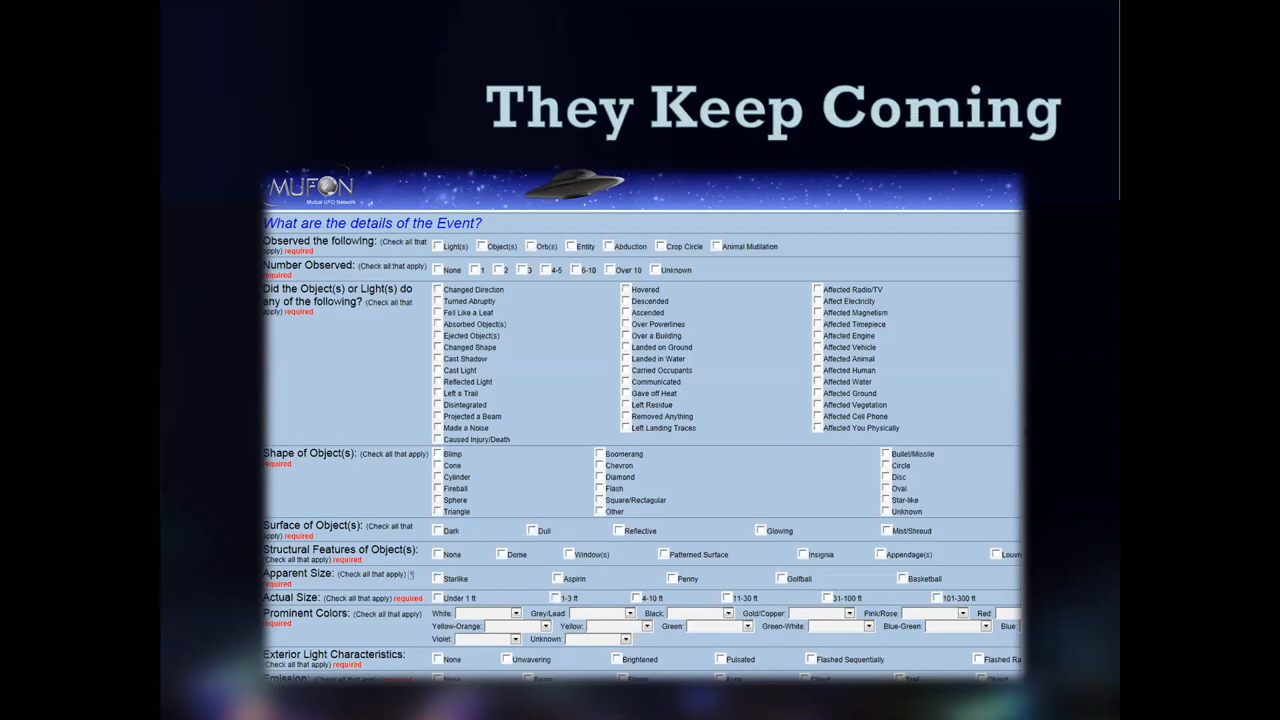 They Keep Coming
MUFON
Mutual UFO Network
What are the details of the Event?
Observed the following: (Check all that apply) required Light(s) Object(s) Orb(s) Entity Abduction Crop Circle Animal Mutilation
Number Observed: (Check all that apply) required None 1 2 3 4-5 6-10 Over 10 Unknown
Did the Object(s) or Light(s) do any of the following? (Check all that apply) required
Changed Direction Hovered Affected Radio/TV
Turned Abruptly Descended Affect Electricity
Fell Like a Leaf Ascended Affected Magnetism
Absorbed Object(s) Over Powerlines Affected Timepiece
Ejected Object(s) Over a Building Affected Engine
Changed Shape Landed on Ground Affected Vehicle
Cast Shadow Landed in Water Affected Animal
Cast Light Carried Occupants Affected Human
Reflected Light Communicated Affected Water
Left a Trail Gave off Heat Affected Ground
Disintegrated Left Residue Affected Vegetation
Projected a Beam Removed Anything Affected Cell Phone
Made a Noise Left Landing Traces Affected You Physically
Caused Injury/Death
Shape of Object(s): (Check all that apply) required
Blimp Boomerang Bullet/Missile
Cone Chevron Circle
Cylinder Diamond Disc
Fireball Flash Oval
Sphere Square/Rectagular Star-like
Triangle Other Unknown
Surface of Object(s): (Check all that apply) required Dark Dull Reflective Glowing Mist/Shroud
Structural Features of Object(s): (Check all that apply) required None Dome Window(s) Patterned Surface Insignia Appendage(s) Louvr
Apparent Size: (Check all that apply) required Starlike Aspirin Penny Golfball Basketball
Actual Size: (Check all that apply) required Under 1 ft 1-3 ft 4-10 ft 11-30 ft 31-100 ft 101-300 ft
Prominent Colors: (Check all that apply) required White: Grey/Lead: Black: Gold/Copper: Pink/Rose: Red:
Yellow-Orange: Yellow: Green: Green-White: Blue-Green: Blue:
Violet: Unknown:
Exterior Light Characteristics: (Check all that apply) required None Unwavering Brightened Pulsated Flashed Sequentially Flashed Ra